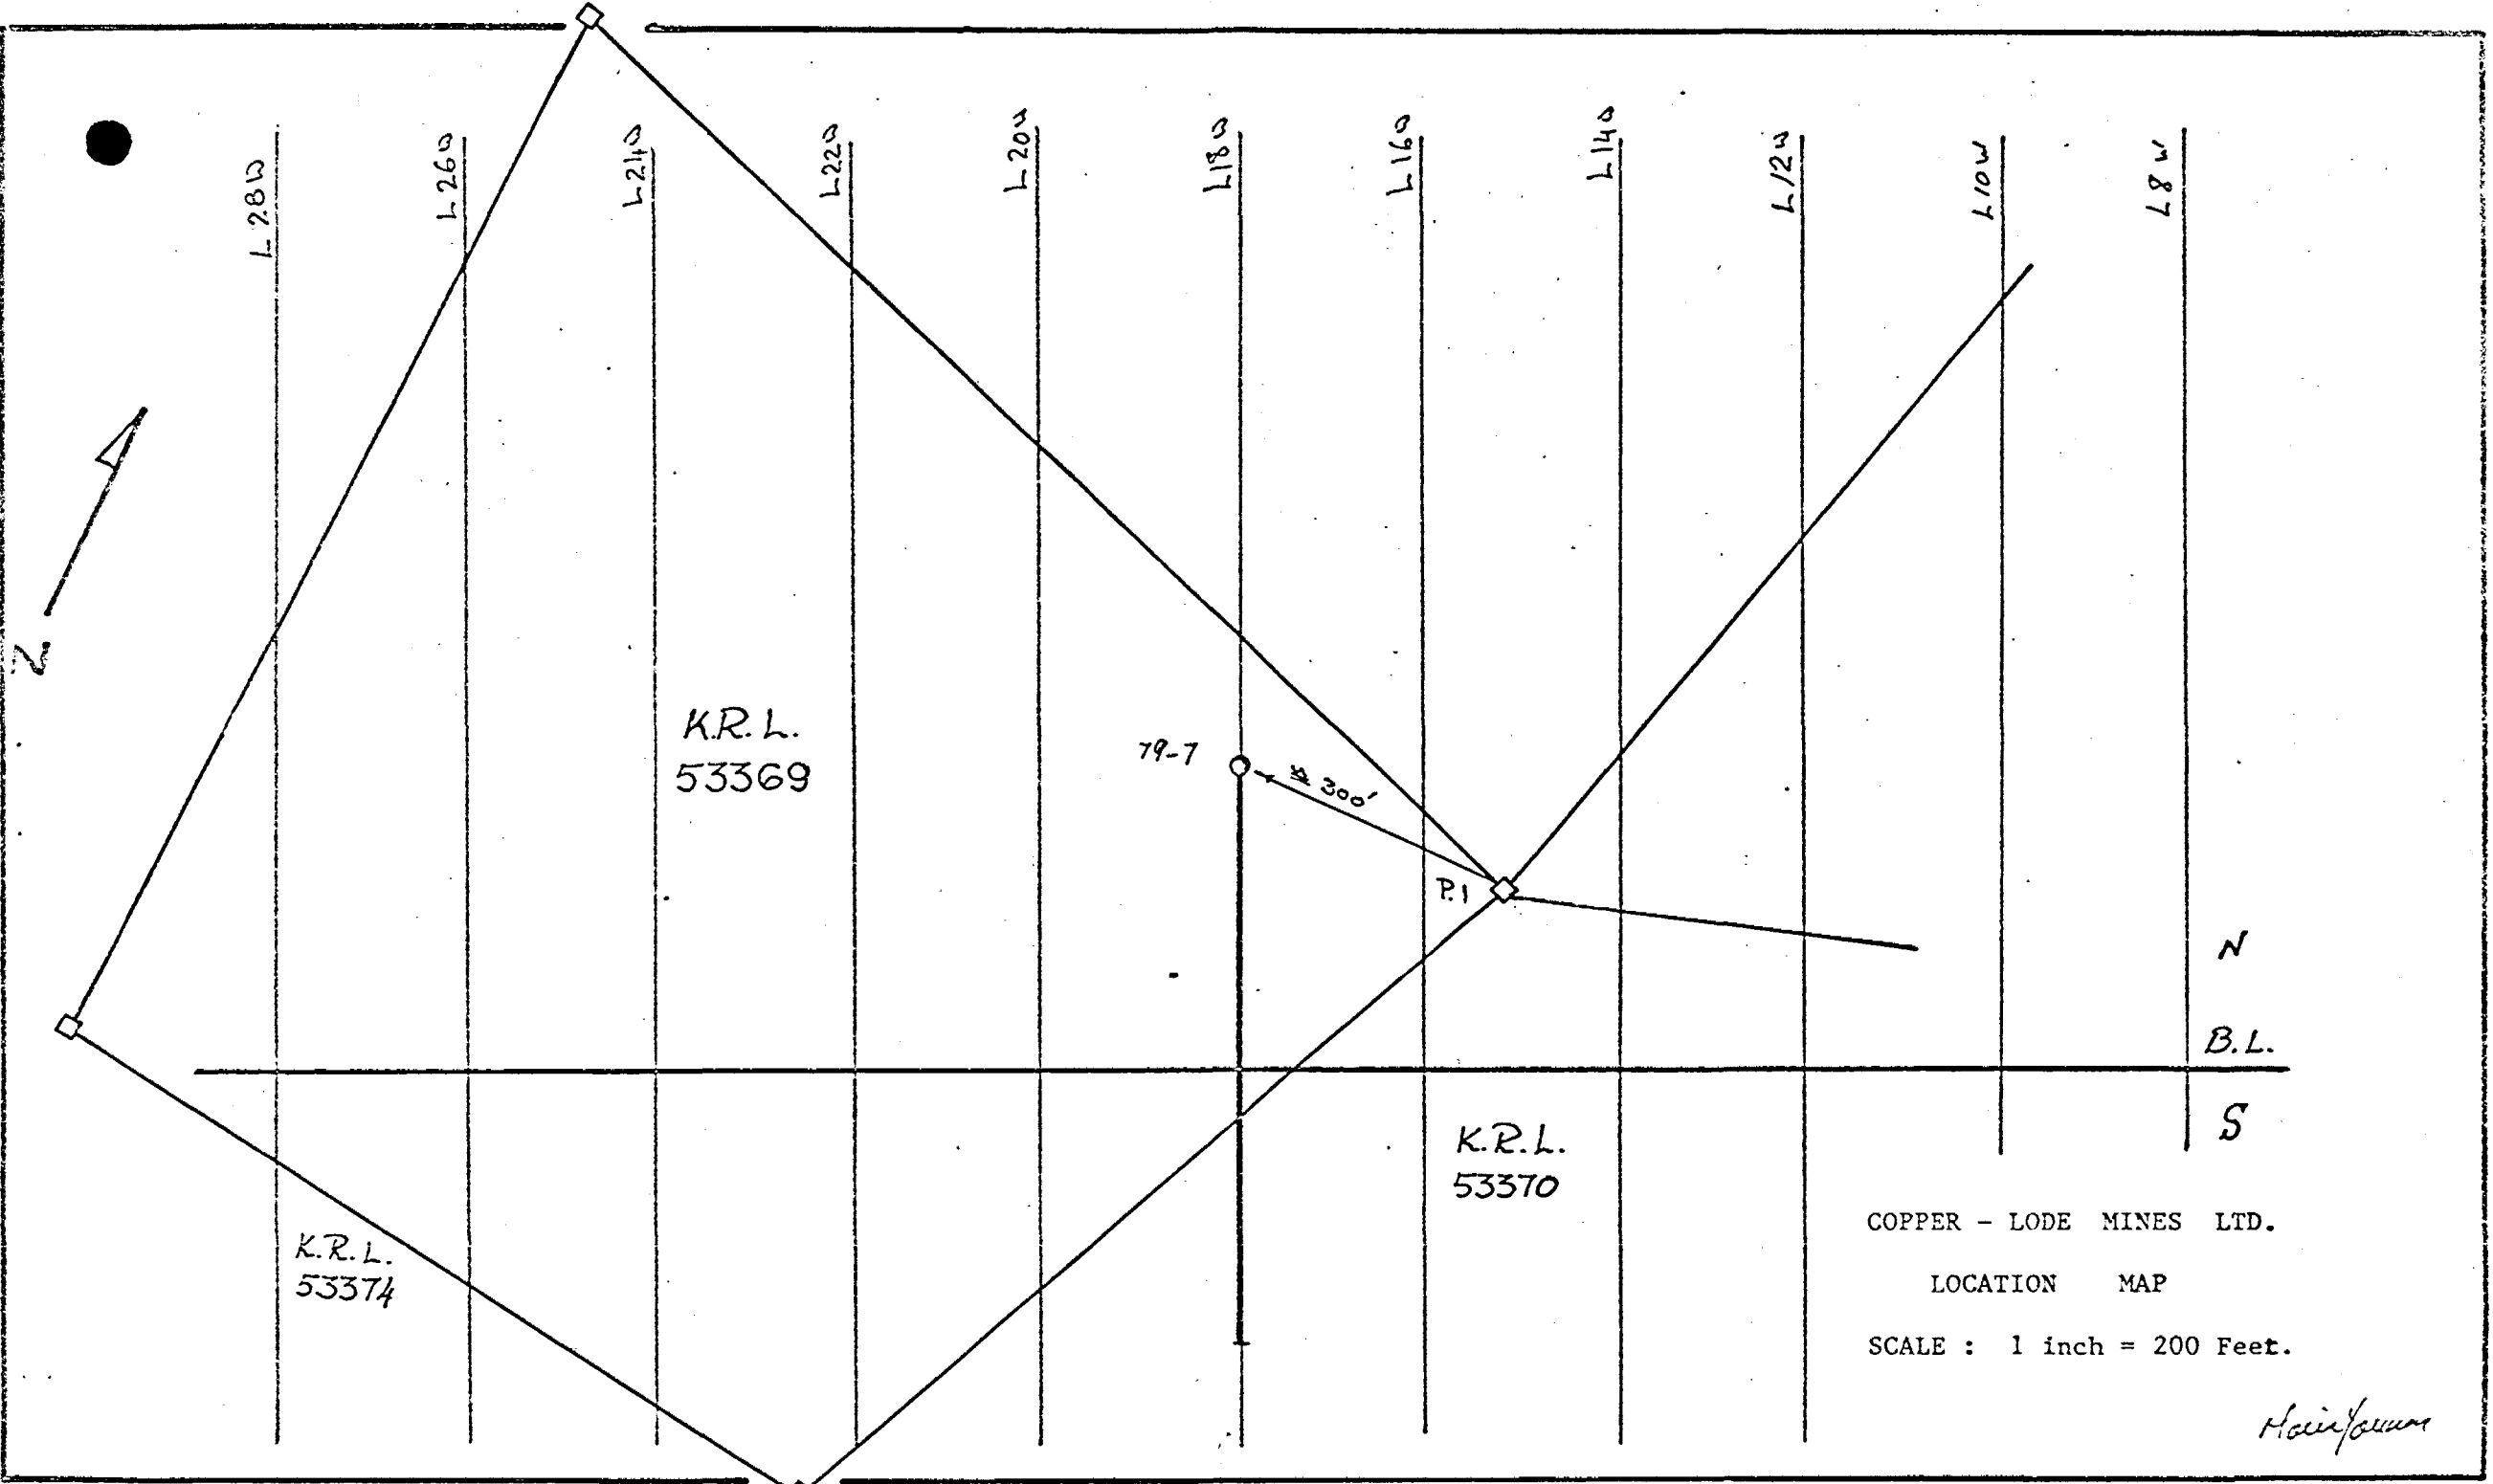 L28W
L26W
L24W
L22W
L20W
L18W
L16W
L14W
L12W
L10W
L8W
N
K.R.L.
53369
79-7
300'
P.1
N
B.L.
S
K.R.L.
53370
K.R.L.
53374
COPPER - LODE MINES LTD.
LOCATION MAP
SCALE : 1 inch = 200 Feet.